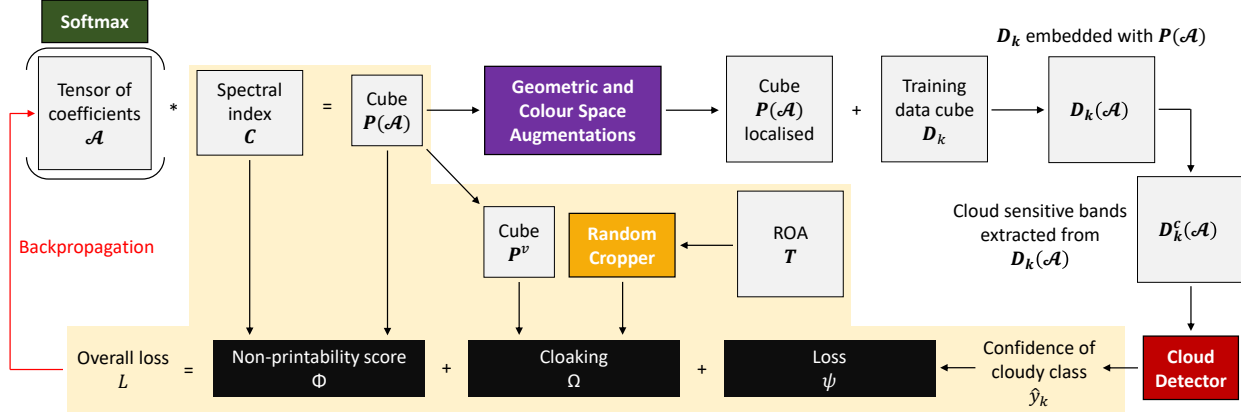 Softmax
Tensor of
coefficients
𝓐
*
Spectral
index
C
=
Cube
P(𝓐)
Geometric and
Colour Space
Augmentations
Cube
P(𝓐)
localised
+
Training
data cube
D_k
D_k embedded with P(𝓐)
D_k(𝓐)
Backpropagation
Cube
P^v
Random
Cropper
ROA
T
Cloud sensitive bands
extracted from
D_k(𝓐)
D_k^c(𝓐)
Overall loss
L
=
Non-printability score
Φ
+
Cloaking
Ω
+
Loss
ψ
Confidence of
cloudy class
ŷ_k
Cloud
Detector